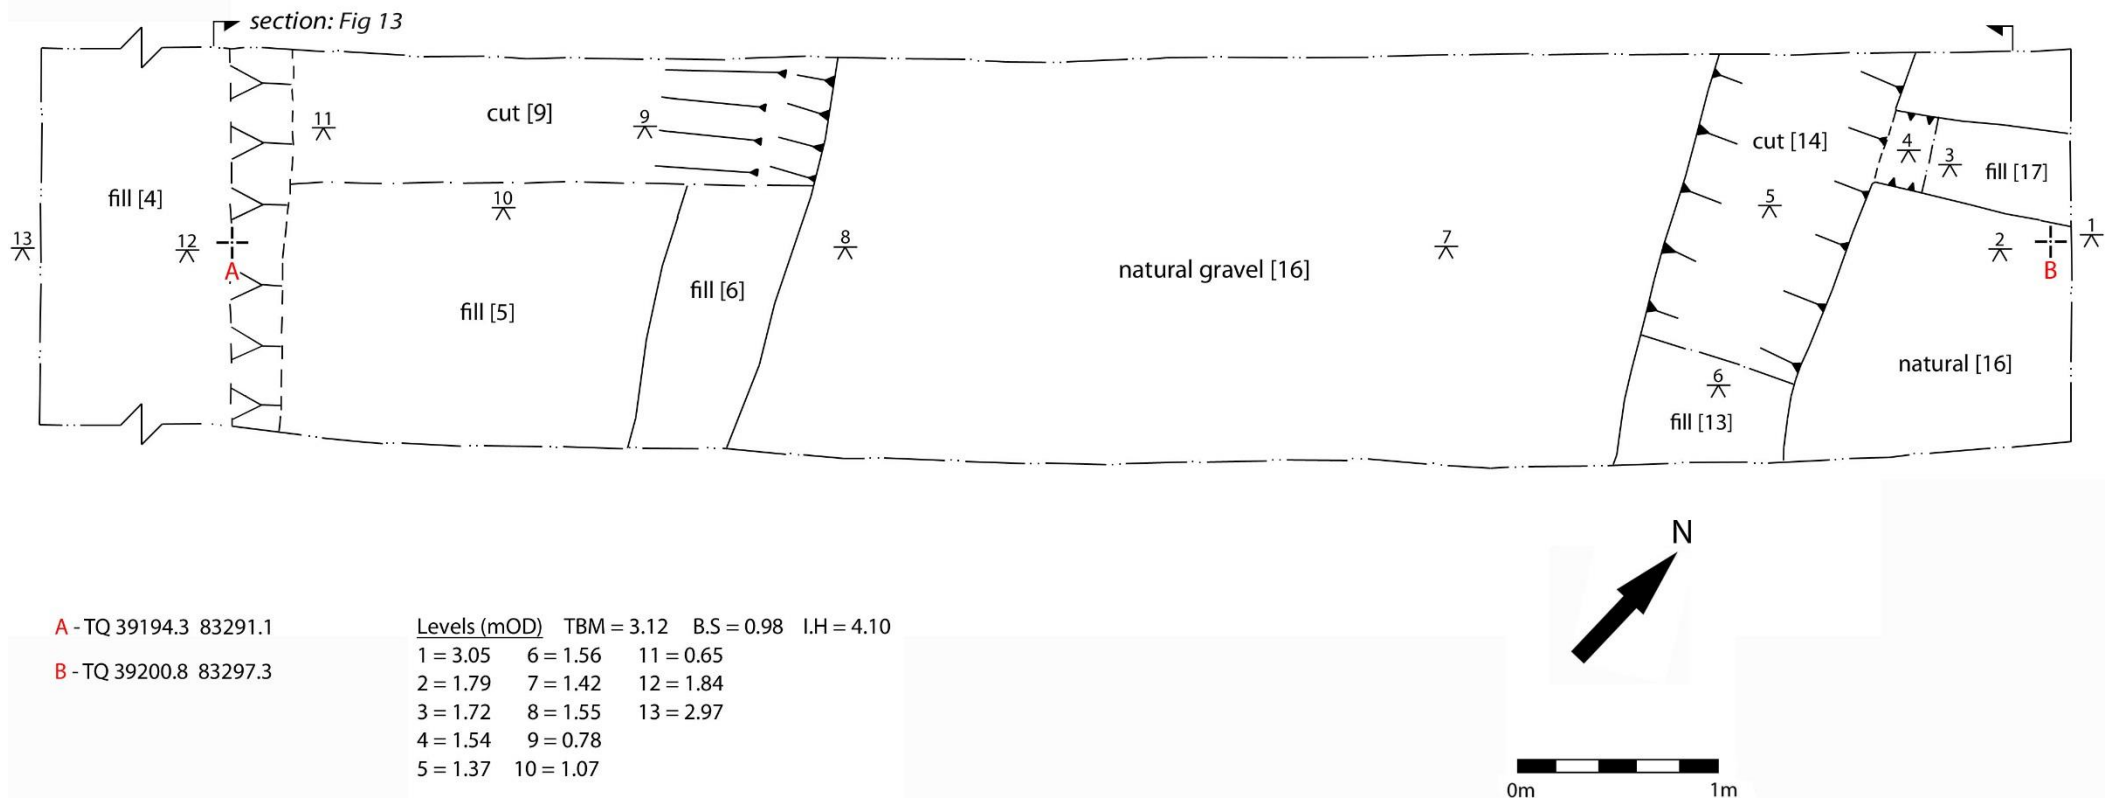 section: Fig 13
11
cut [9]
9
cut [14]
4
3
fill [17]
fill [4]
10
5
13
12
A
8
7
2
1
B
natural gravel [16]
fill [6]
fill [5]
natural [16]
6
fill [13]
N
A - TQ 39194.3 83291.1
B - TQ 39200.8 83297.3
Levels (mOD) TBM = 3.12 B.S = 0.98 I.H = 4.10
1 = 3.05 6 = 1.56 11 = 0.65
2 = 1.79 7 = 1.42 12 = 1.84
3 = 1.72 8 = 1.55 13 = 2.97
4 = 1.54 9 = 0.78
5 = 1.37 10 = 1.07
0m 1m